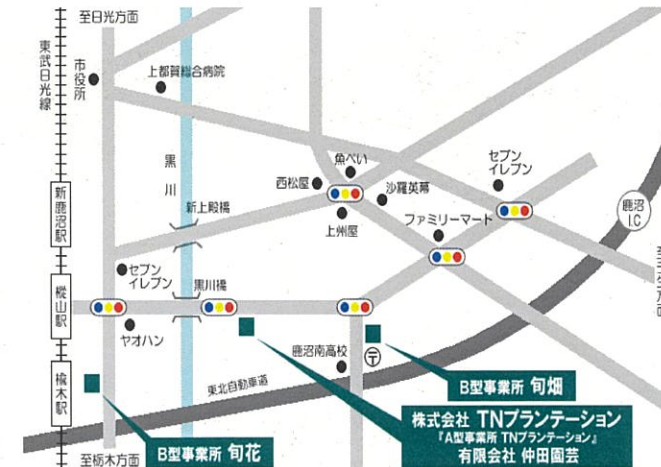 至日光方面
東武日光線
市役所
上都賀総合病院
黒川
魚べい
西松屋
沙羅英慕
セブン
イレブン
新上殿橋
上州屋
ファミリーマート
鹿沼
I.C
新鹿沼駅
セブン
イレブン
黒川橋
樅山駅
ヤオハン
鹿沼南高校
〒
楡木駅
東北自動車道
B型事業所 旬畑
株式会社 TNプランテーション
『A型事業所 TNプランテーション』
有限会社 仲田園芸
B型事業所 旬花
至栃木方面